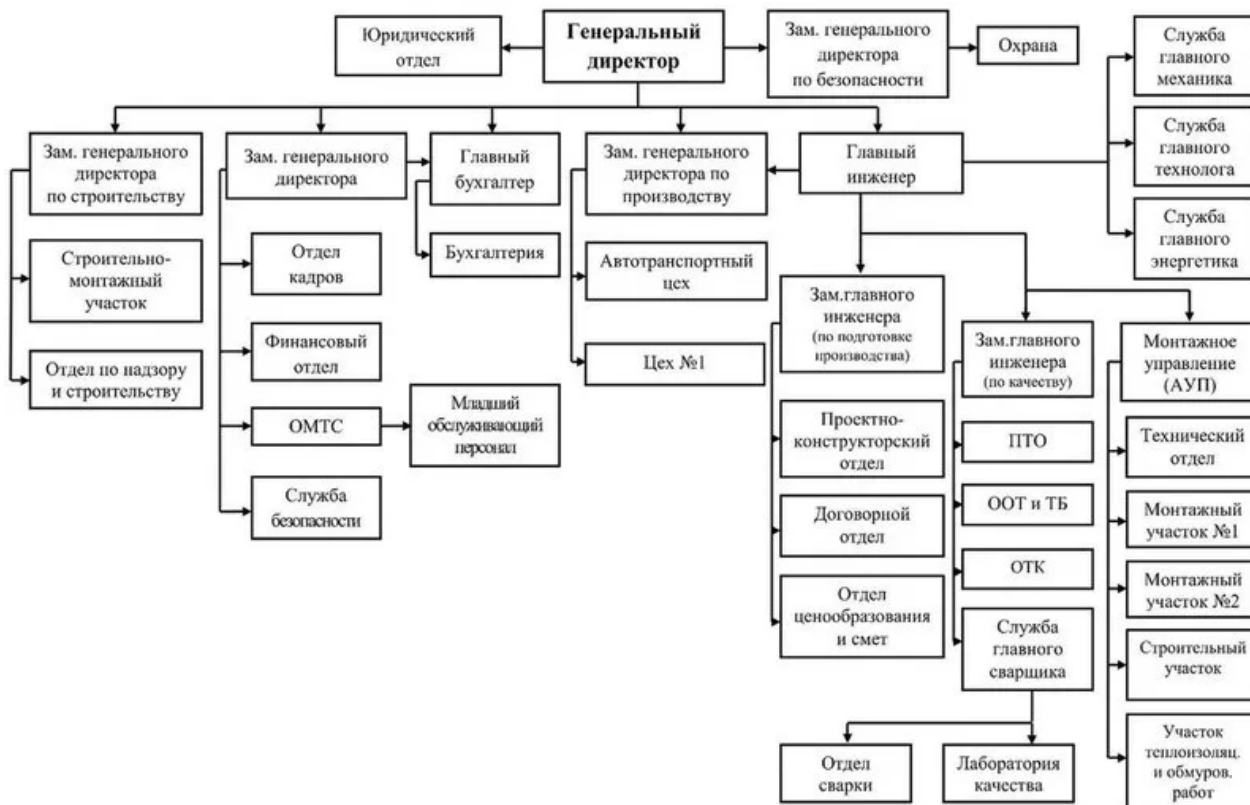 Юридический
отдел
Генеральный
директор
Зам. генерального
директора
по безопасности
Охрана
Служба
главного
механика
Зам. генерального
директора
по строительству
Зам. генерального
директора
Главный
бухгалтер
Зам. генерального
директора по
производству
Главный
инженер
Служба
главного
технолога
Служба
главного
энергетика
Строительно-
монтажный
участок
Отдел по надзору
и строительству
Отдел
кадров
Финансовый
отдел
ОМТС
Младший
обслуживающий
персонал
Служба
безопасности
Бухгалтерия
Автотранспортный
цех
Цех №1
Зам.главного
инженера
(по подготовке
производства)
Проектно-
конструкторский
отдел
Договорной
отдел
Отдел
ценообразования
и смет
Зам.главного
инженера
(по качеству)
ПТО
ООТ и ТБ
ОТК
Служба
главного
сварщика
Отдел
сварки
Лаборатория
качества
Монтажное
управление
(АУП)
Технический
отдел
Монтажный
участок №1
Монтажный
участок №2
Строительный
участок
Участок
теплоизоляц.
и обмуров.
работ